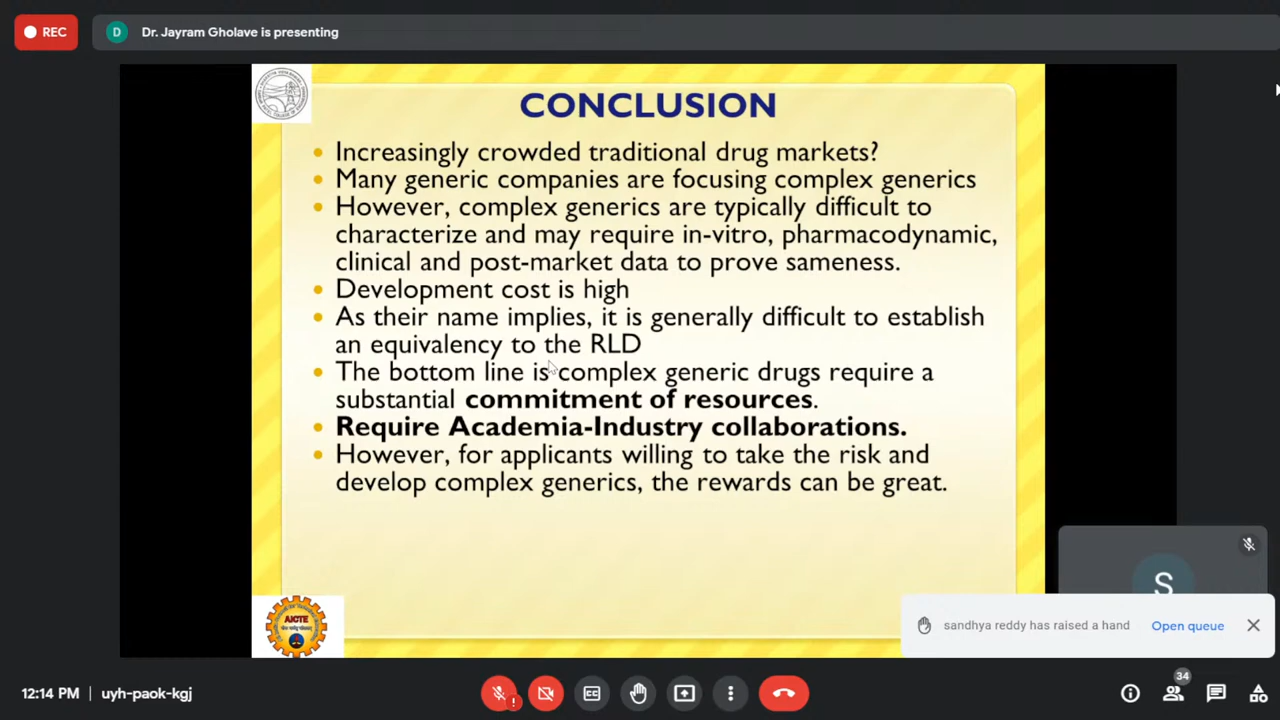 REC
D
Dr. Jayram Gholave is presenting
CONCLUSION
Increasingly crowded traditional drug markets?
Many generic companies are focusing complex generics
However, complex generics are typically difficult to
characterize and may require in-vitro, pharmacodynamic,
clinical and post-market data to prove sameness.
Development cost is high
As their name implies, it is generally difficult to establish
an equivalency to the RLD
The bottom line is complex generic drugs require a
substantial commitment of resources.
Require Academia-Industry collaborations.
However, for applicants willing to take the risk and
develop complex generics, the rewards can be great.
AICTE
S
sandhya reddy has raised a hand
Open queue
12:14 PM | uyh-paok-kgj
CC
34